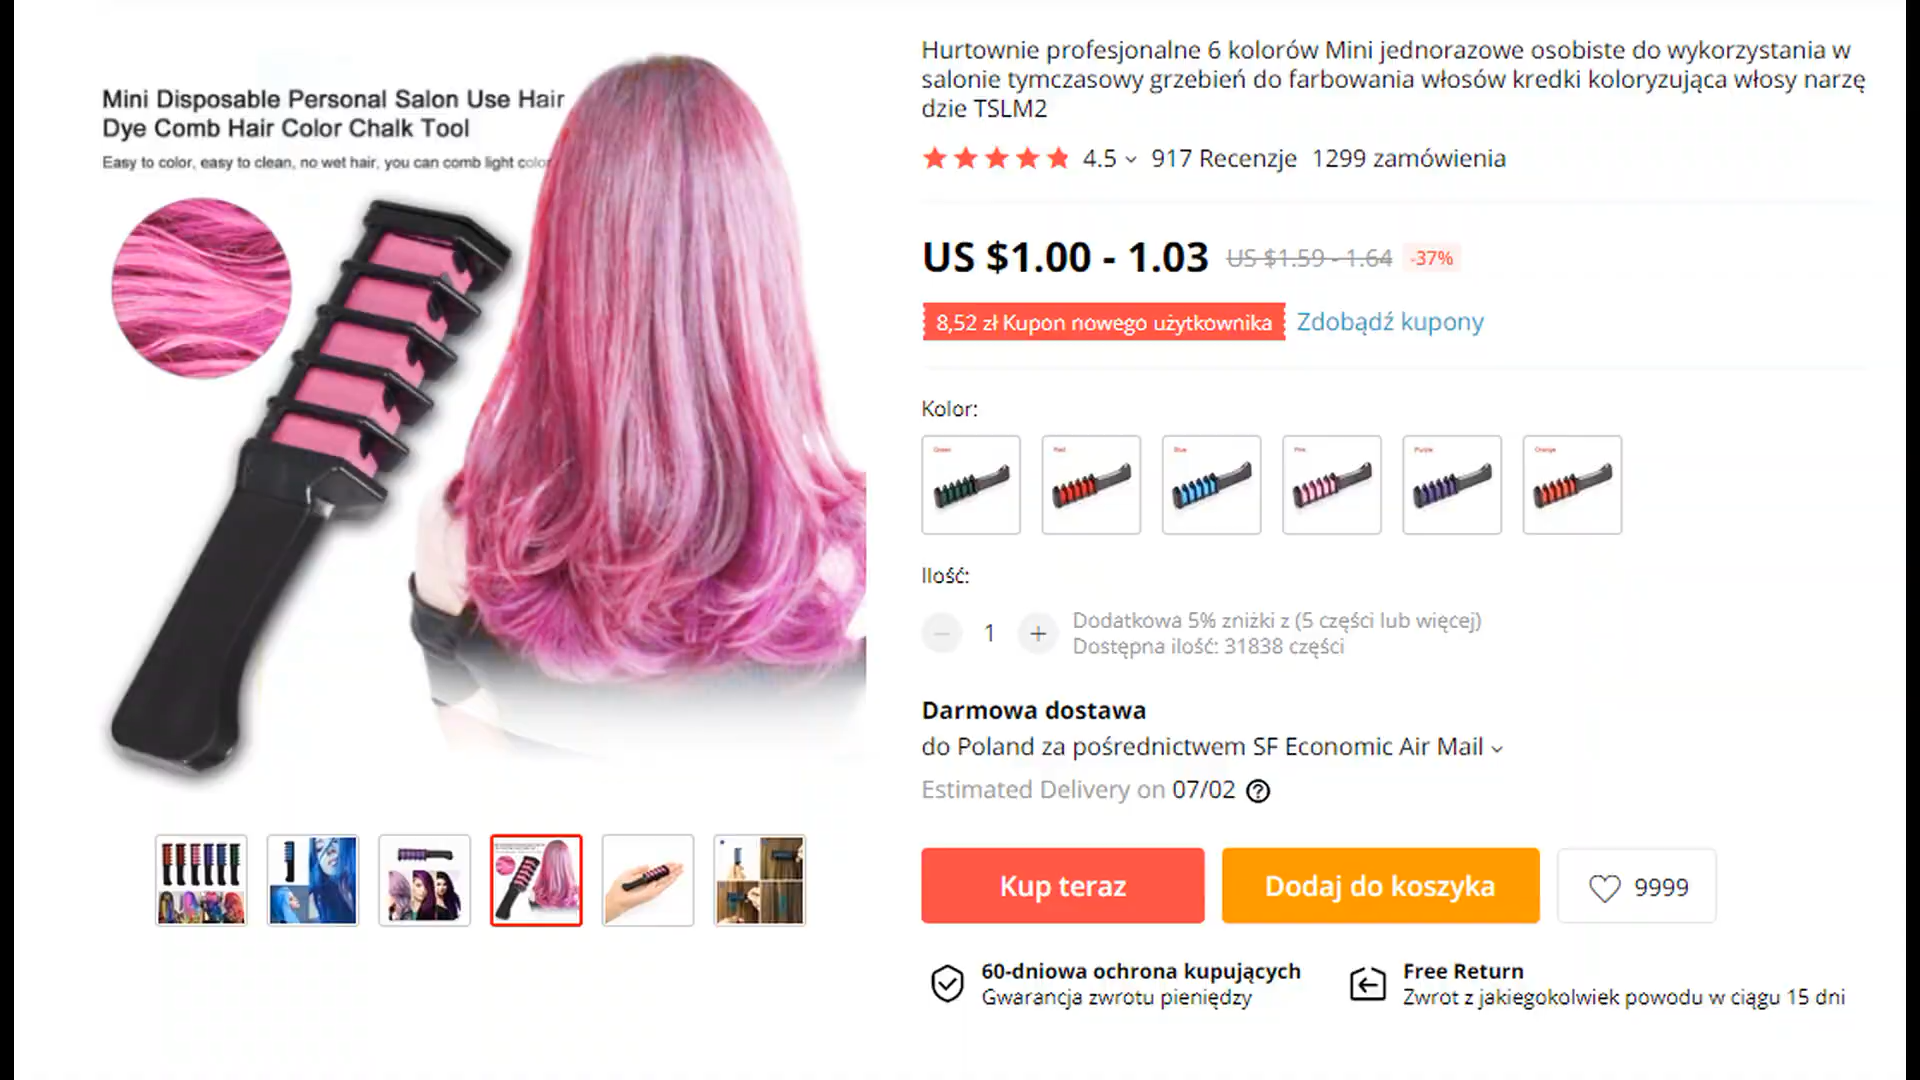 Mini Disposable Personal Salon Use Hair
Dye Comb Hair Color Chalk Tool
Easy to color, easy to clean, no wet hair, you can comb light color
Hurtownie profesjonalne 6 kolorów Mini jednorazowe osobiste do wykorzystania w
salonie tymczasowy grzebień do farbowania włosów kredki koloryzująca włosy narzę
dzie TSLM2
4.5 917 Recenzje 1299 zamówienia
US $1.00 - 1.03 US $1.59 - 1.64 -37%
8,52 zł Kupon nowego użytkownika Zdobądź kupony
Kolor:
Green Red Blue Pink Purple Orange
Ilość:
1
Dodatkowa 5% zniżki z (5 części lub więcej)
Dostępna ilość: 31838 części
Darmowa dostawa
do Poland za pośrednictwem SF Economic Air Mail
Estimated Delivery on 07/02
Kup teraz Dodaj do koszyka 9999
60-dniowa ochrona kupujących
Gwarancja zwrotu pieniędzy
Free Return
Zwrot z jakiegokolwiek powodu w ciągu 15 dni